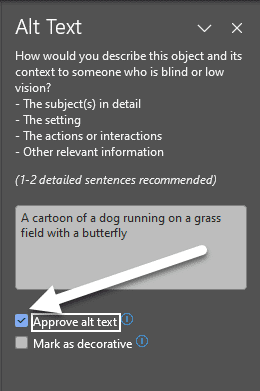 Alt Text
How would you describe this object and its
context to someone who is blind or low
vision?
- The subject(s) in detail
- The setting
- The actions or interactions
- Other relevant information
(1-2 detailed sentences recommended)
A cartoon of a dog running on a grass
field with a butterfly
Approve alt text
Mark as decorative